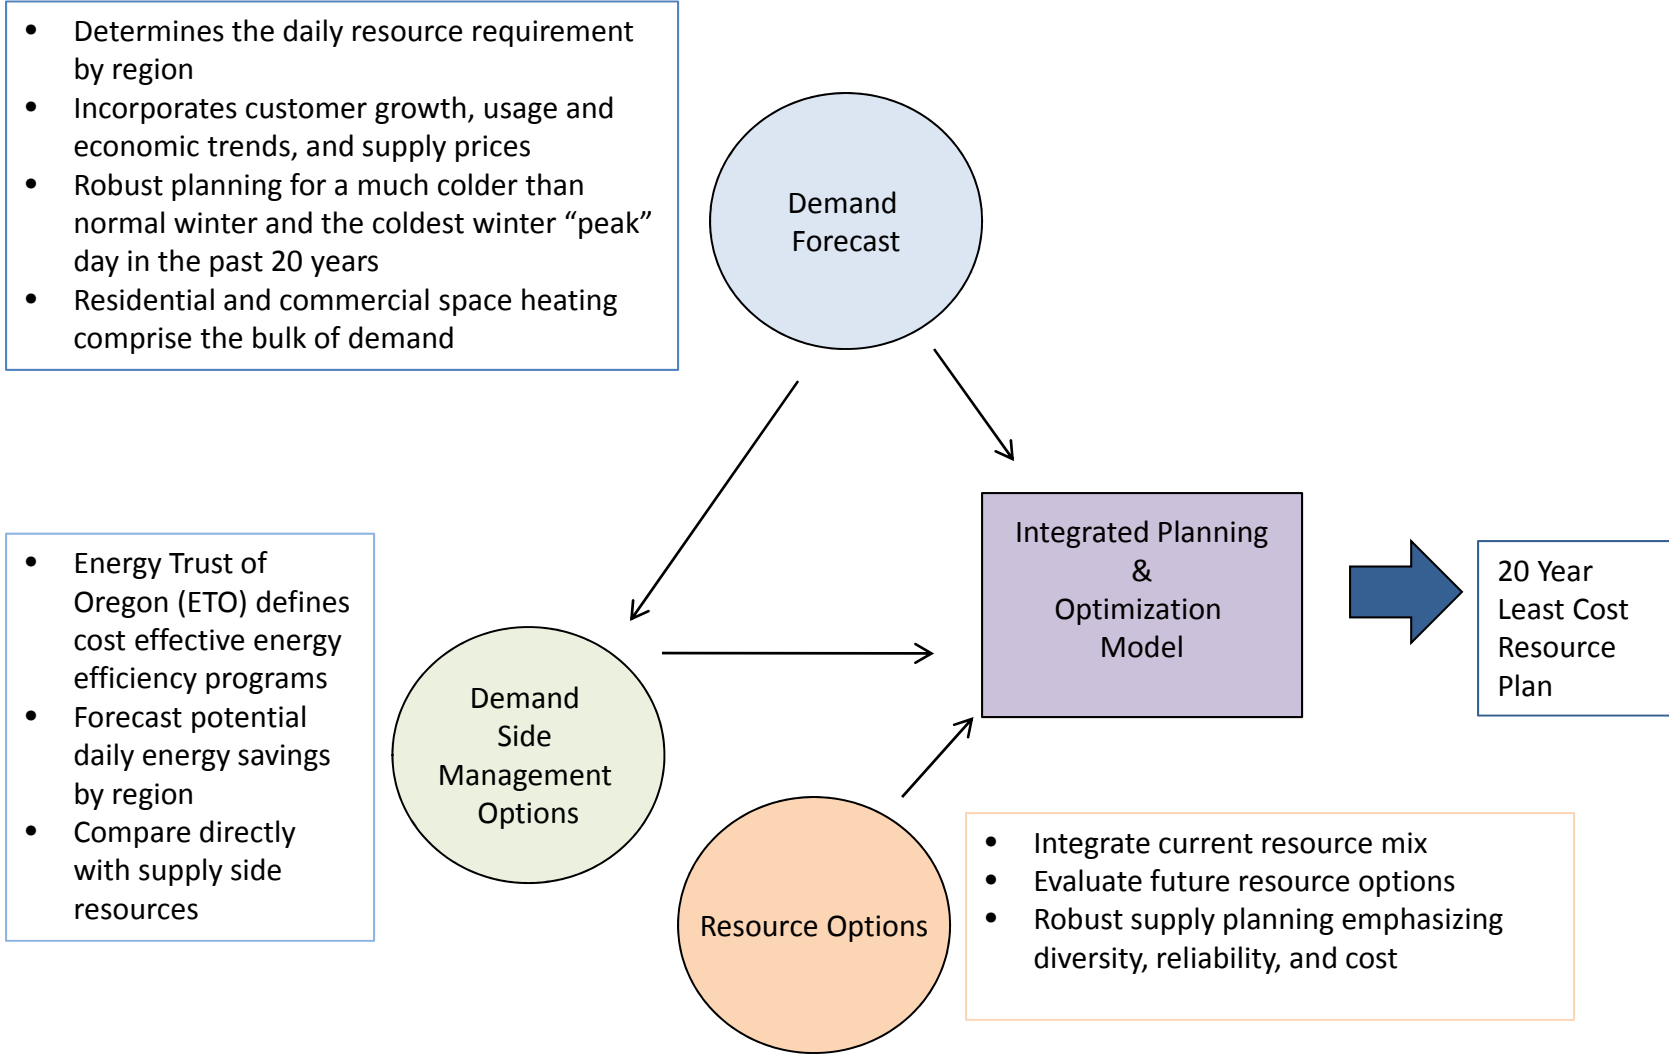 • Determines the daily resource requirement
by region
• Incorporates customer growth, usage and
economic trends, and supply prices
• Robust planning for a much colder than
normal winter and the coldest winter “peak”
day in the past 20 years
• Residential and commercial space heating
comprise the bulk of demand
Demand
Forecast
• Energy Trust of
Oregon (ETO) defines
cost effective energy
efficiency programs
• Forecast potential
daily energy savings
by region
• Compare directly
with supply side
resources
Demand
Side
Management
Options
Integrated Planning
&
Optimization
Model
20 Year
Least Cost
Resource
Plan
Resource Options
• Integrate current resource mix
• Evaluate future resource options
• Robust supply planning emphasizing
diversity, reliability, and cost